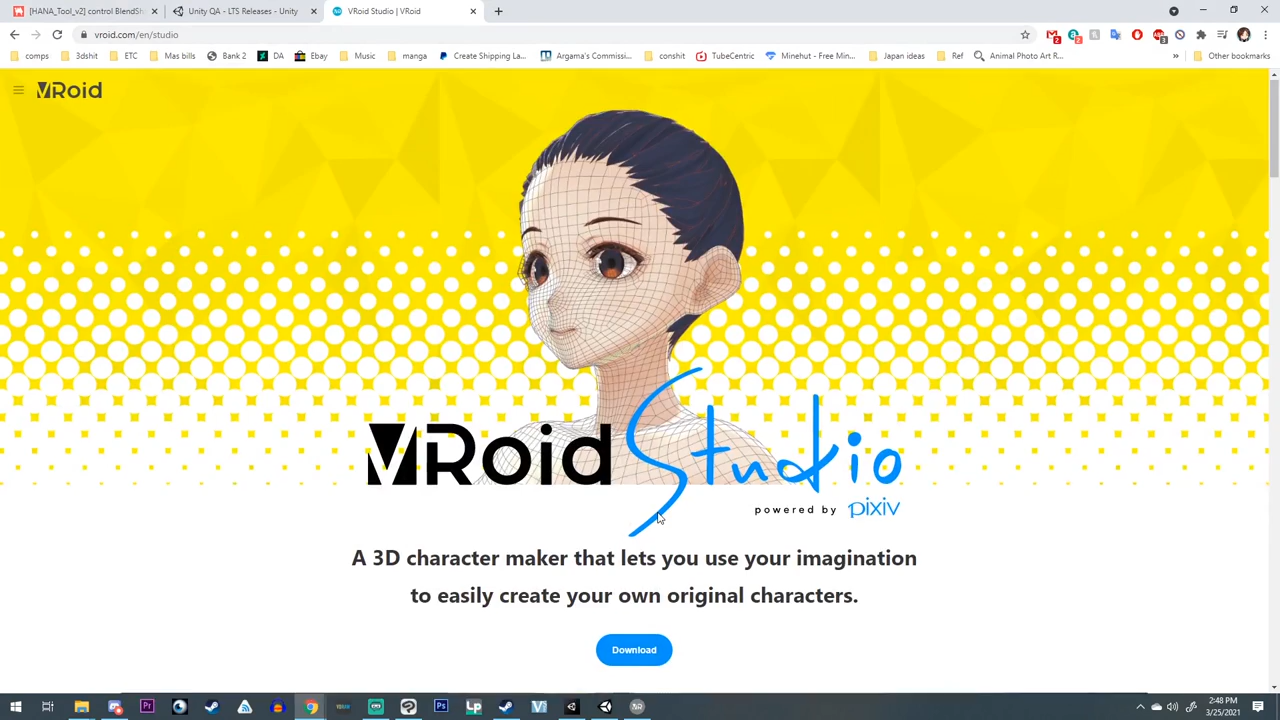 [HANA_Tool_v2] control BlendSh
Unity QA - LTS Releases - Unity
VRoid Studio | VRoid
vroid.com/en/studio
comps
3dshit
ETC
Mas bills
Bank 2
DA
Ebay
Music
manga
Create Shipping La...
Argama's Commissi...
conshit
TubeCentric
Minehut - Free Min...
Japan ideas
Ref
Animal Photo Art R...
»
Other bookmarks
VRoid
VRoid Studio
powered by pixiv
A 3D character maker that lets you use your imagination
to easily create your own original characters.
Download
2:48 PM
3/25/2021